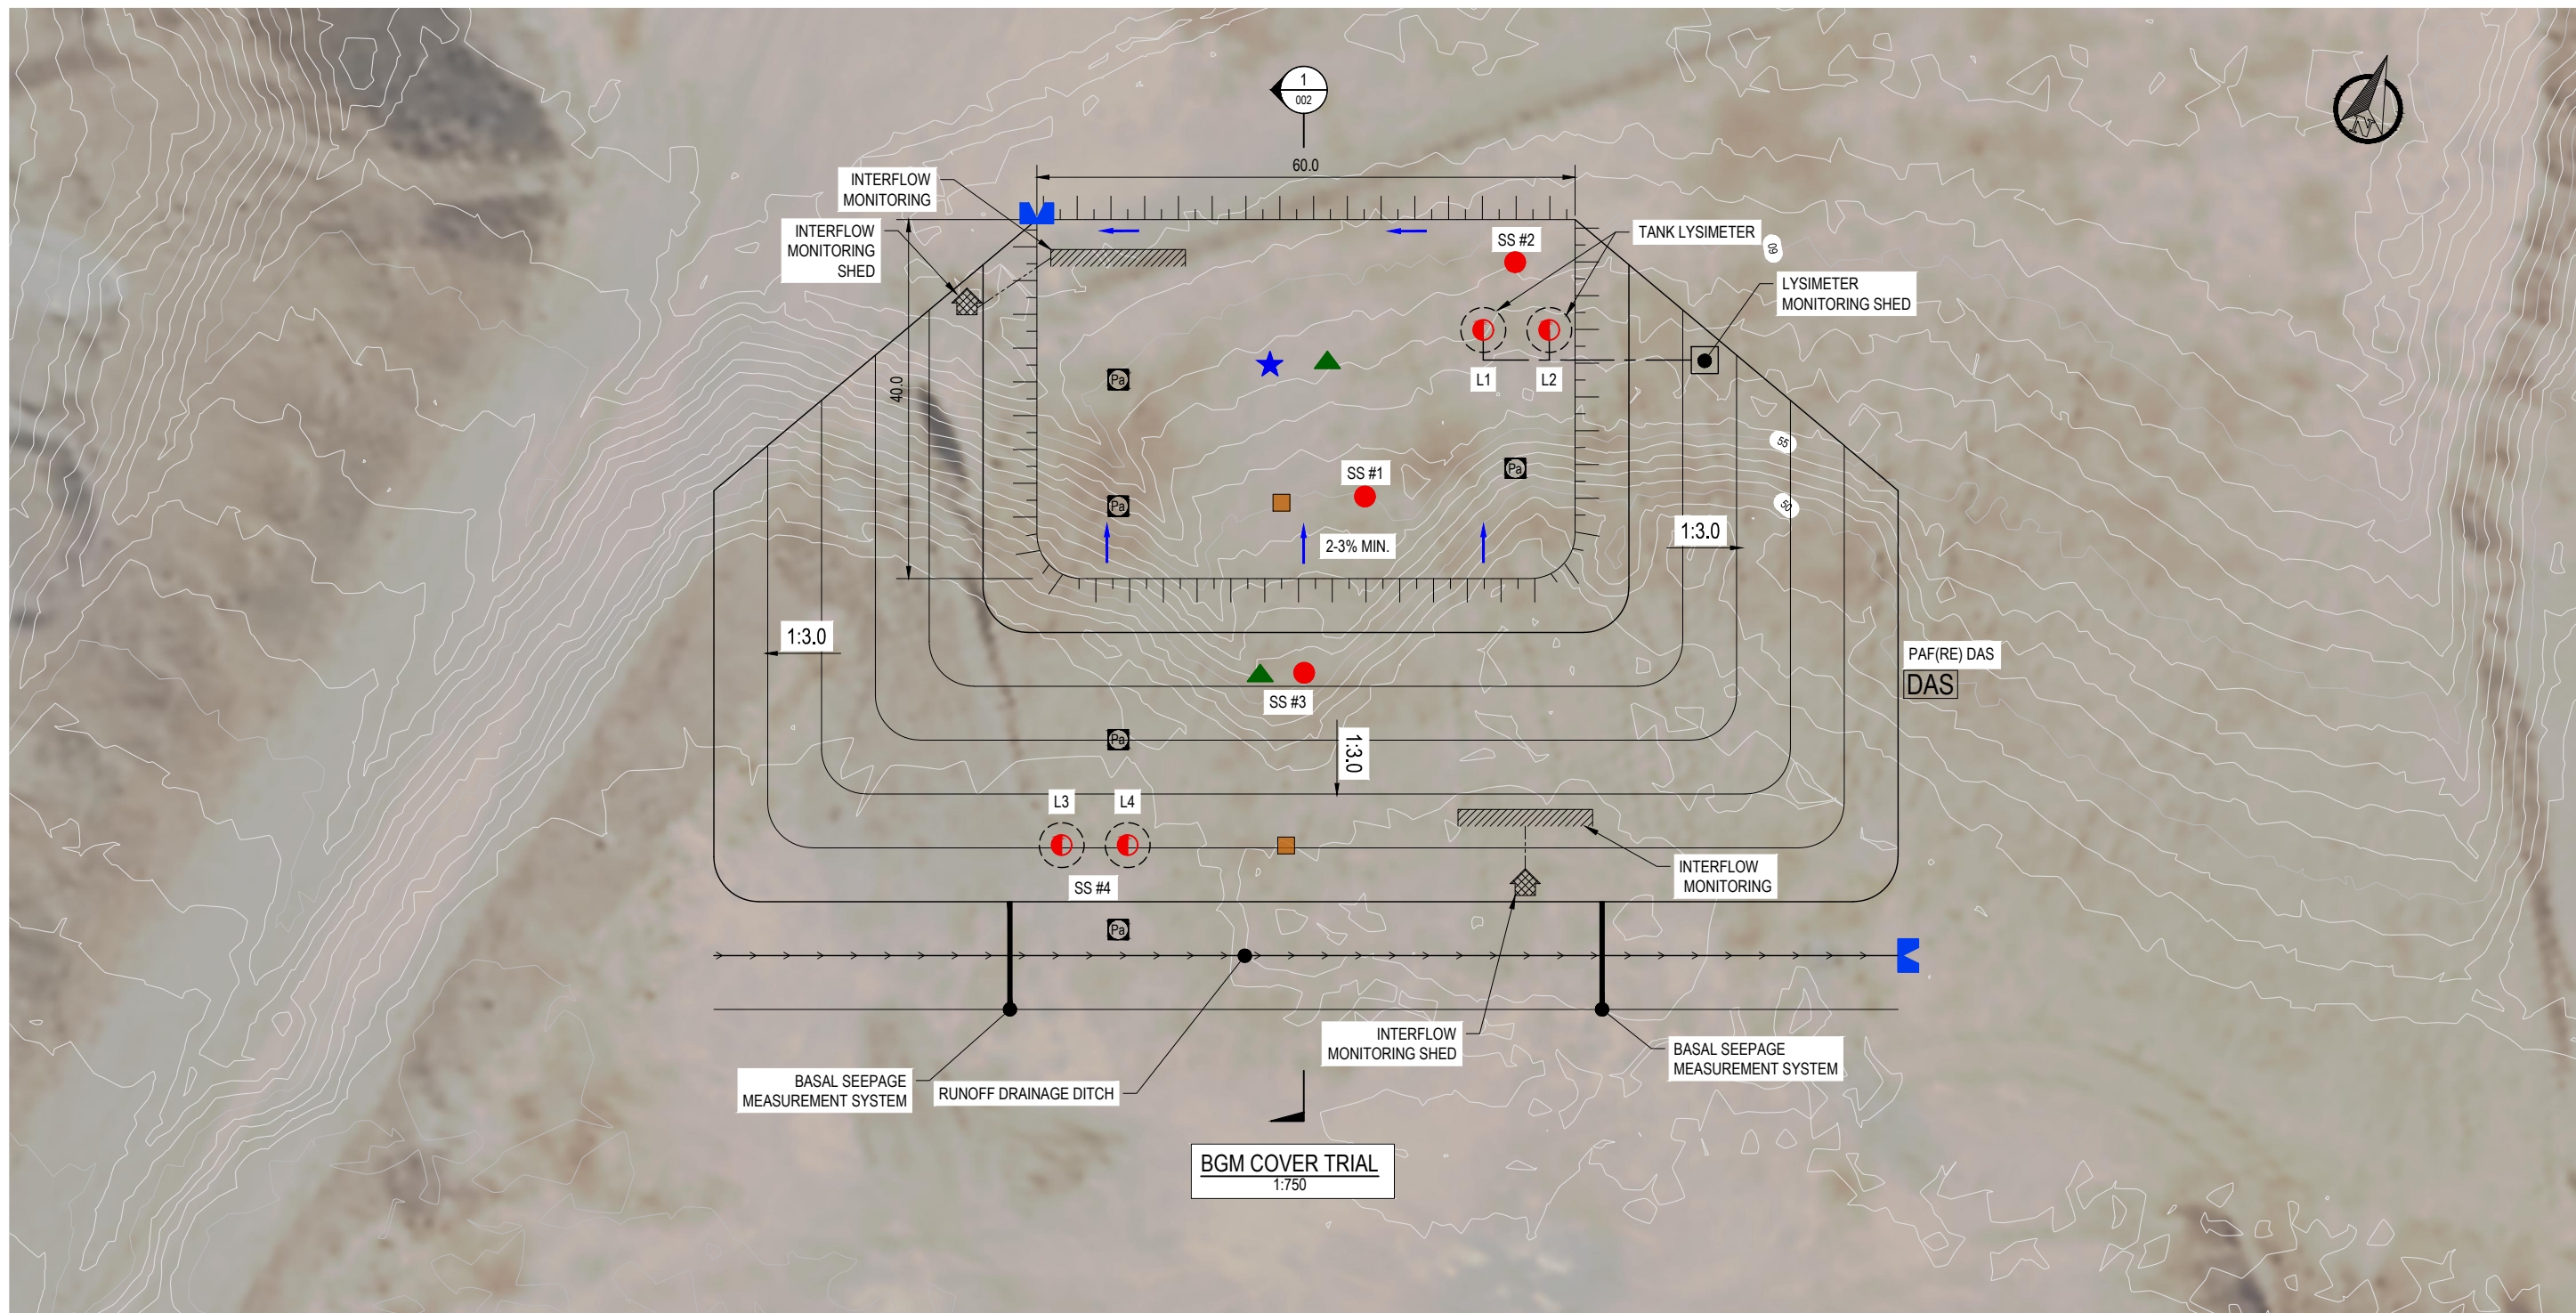 1
002
60.0
INTERFLOW
MONITORING
INTERFLOW
MONITORING
SHED
40.0
SS #2
TANK LYSIMETER
60
LYSIMETER
MONITORING SHED
L1
L2
Pa
Pa
Pa
SS #1
55
50
2-3% MIN.
1:3.0
1:3.0
PAF(RE) DAS
DAS
SS #3
1:3.0
Pa
L3
L4
SS #4
INTERFLOW
MONITORING
Pa
INTERFLOW
MONITORING SHED
BASAL SEEPAGE
MEASUREMENT SYSTEM
BASAL SEEPAGE
MEASUREMENT SYSTEM
RUNOFF DRAINAGE DITCH
BGM COVER TRIAL
1:750
N